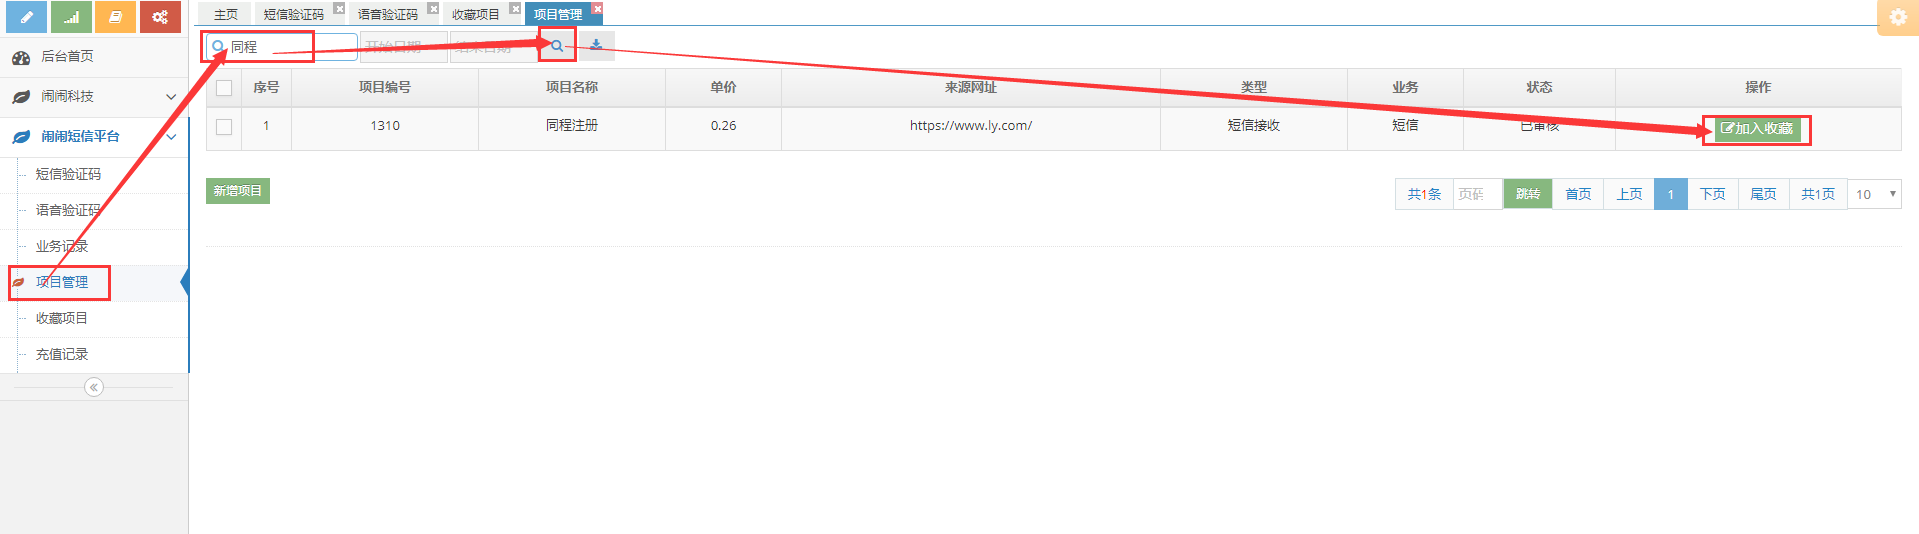 主页 短信验证码 语音验证码 收藏项目 项目管理
同程 开始日期 结束日期
后台首页
闹闹科技
闹闹短信平台
短信验证码
语音验证码
业务记录
项目管理
收藏项目
充值记录
序号 项目编号 项目名称 单价 来源网址 类型 业务 状态 操作
1 1310 同程注册 0.26 https://www.ly.com/ 短信接收 短信 已审核 加入收藏
新增项目
共1条 页码 跳转 首页 上页 1 下页 尾页 共1页 10